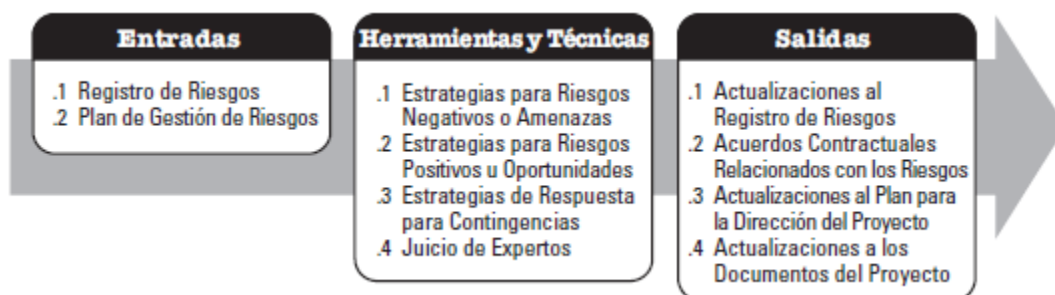 Entradas
.1 Registro de Riesgos
.2 Plan de Gestión de Riesgos
Herramientas y Técnicas
.1 Estrategias para Riesgos
Negativos o Amenazas
.2 Estrategias para Riesgos
Positivos u Oportunidades
.3 Estrategias de Respuesta
para Contingencias
.4 Juicio de Expertos
Salidas
.1 Actualizaciones al
Registro de Riesgos
.2 Acuerdos Contractuales
Relacionados con los Riesgos
.3 Actualizaciones al Plan para
la Dirección del Proyecto
.4 Actualizaciones a los
Documentos del Proyecto